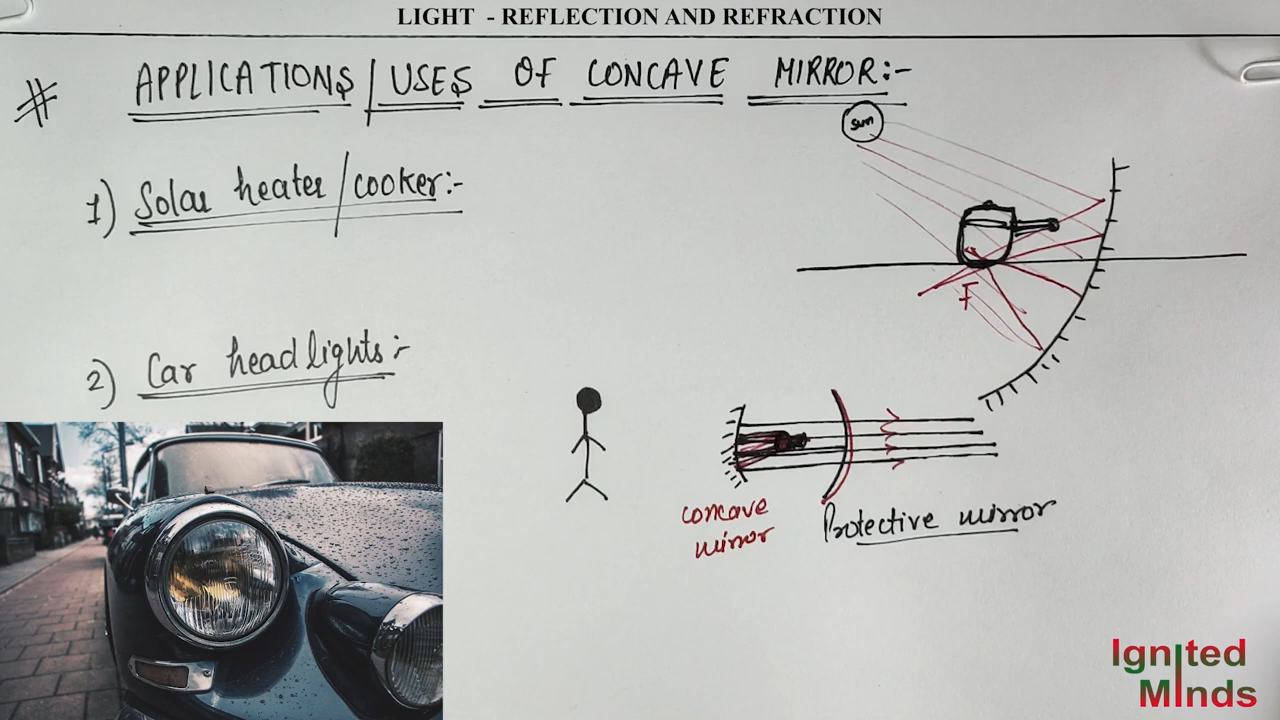 LIGHT - REFLECTION AND REFRACTION
# APPLICATIONS/USES OF CONCAVE MIRROR:-
sun
1) Solar heater/cooker:-
F
2) Car headlights:-
concave
mirror
Protective mirror
Ignited
Minds